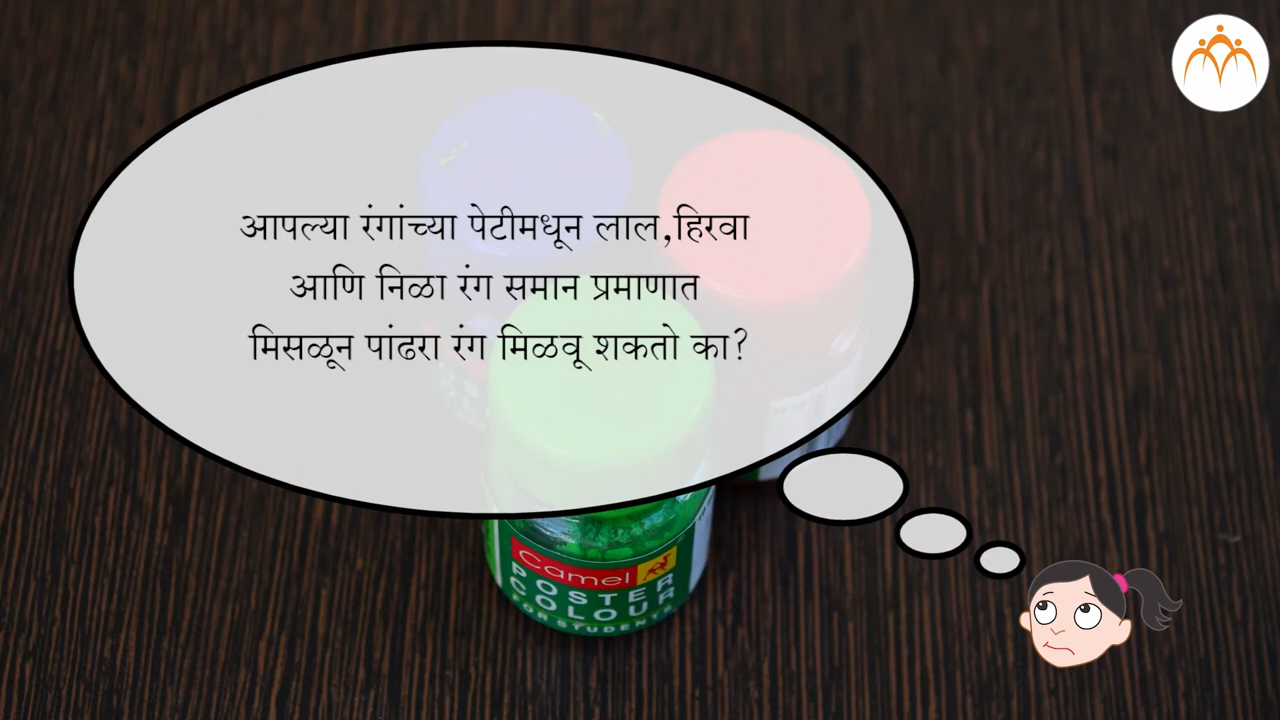 आपल्या रंगांच्या पेटीमधून लाल,हिरवा
आणि निळा रंग समान प्रमाणात
मिसळून पांढरा रंग मिळवू शकतो का?
Camel
POSTER
COLOUR
FOR STUDENTS